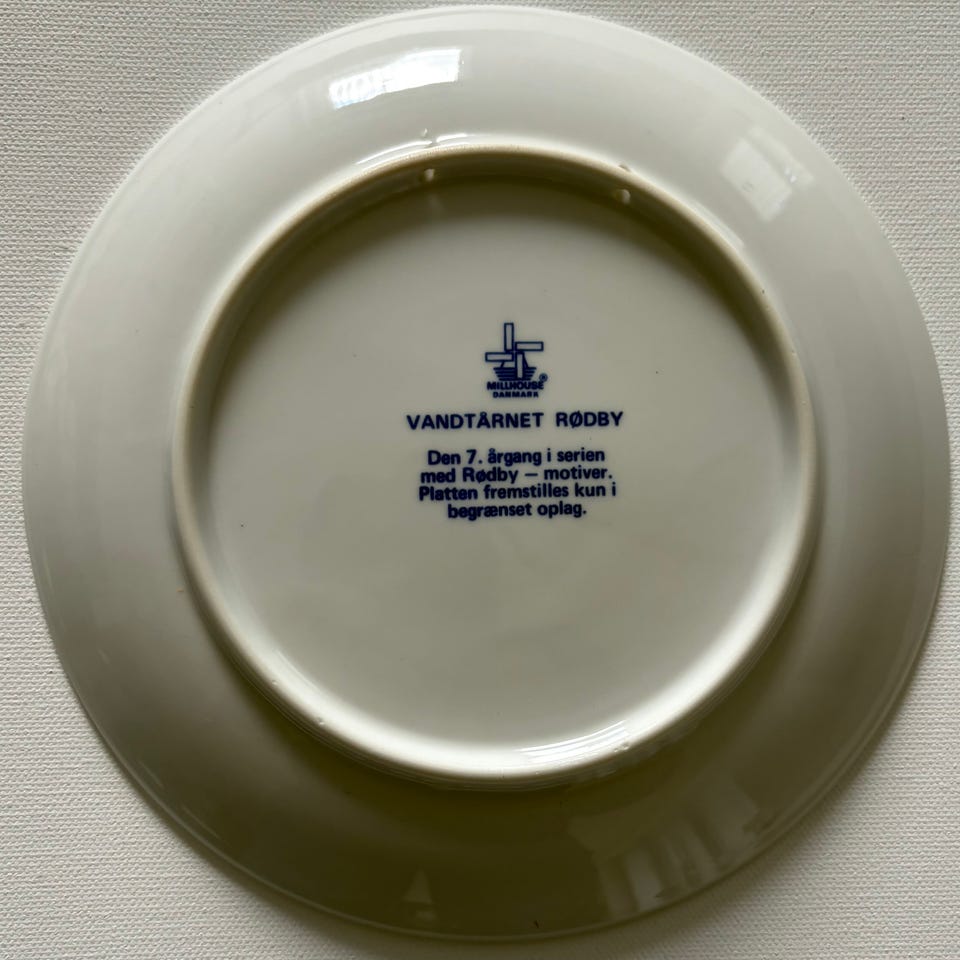 MILLHOUSE®
DANMARK
VANDTÅRNET RØDBY
Den 7. årgang i serien
med Rødby – motiver.
Platten fremstilles kun i
begrænset oplag.